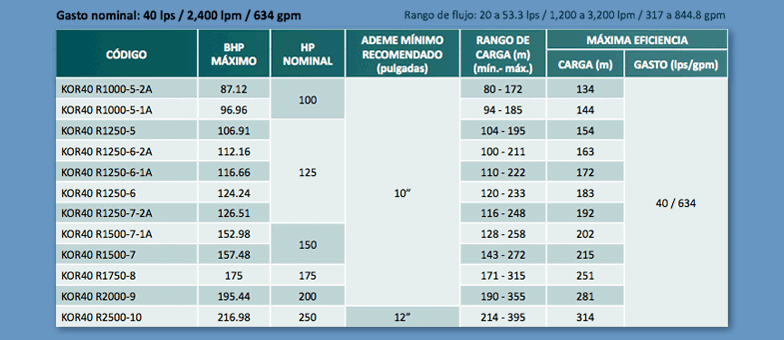 Gasto nominal: 40 lps / 2,400 lpm / 634 gpm
Rango de flujo: 20 a 53.3 lps / 1,200 a 3,200 lpm / 317 a 844.8 gpm
CÓDIGO
BHP
MÁXIMO
HP
NOMINAL
ADEME MÍNIMO
RECOMENDADO
(pulgadas)
RANGO DE
CARGA (m)
(mín.- máx.)
MÁXIMA EFICIENCIA
CARGA (m)
GASTO (lps/gpm)
KOR40 R1000-5-2A 87.12 100 10” 80 - 172 134 40 / 634
KOR40 R1000-5-1A 96.96 94 - 185 144
KOR40 R1250-5 106.91 125 104 - 195 154
KOR40 R1250-6-2A 112.16 100 - 211 163
KOR40 R1250-6-1A 116.66 110 - 222 172
KOR40 R1250-6 124.24 120 - 233 183
KOR40 R1250-7-2A 126.51 116 - 248 192
KOR40 R1500-7-1A 152.98 150 128 - 258 202
KOR40 R1500-7 157.48 143 - 272 215
KOR40 R1750-8 175 175 171 - 315 251
KOR40 R2000-9 195.44 200 190 - 355 281
KOR40 R2500-10 216.98 250 12” 214 - 395 314